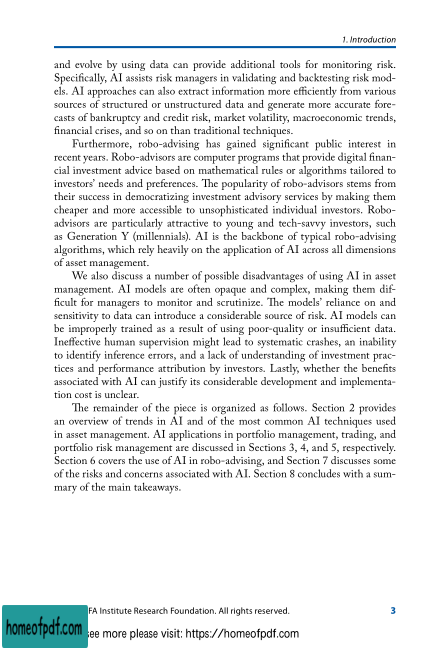 1. Introduction
and evolve by using data can provide additional tools for monitoring risk.
Specifically, AI assists risk managers in validating and backtesting risk mod-
els. AI approaches can also extract information more efficiently from various
sources of structured or unstructured data and generate more accurate fore-
casts of bankruptcy and credit risk, market volatility, macroeconomic trends,
financial crises, and so on than traditional techniques.
Furthermore, robo-advising has gained significant public interest in
recent years. Robo-advisors are computer programs that provide digital finan-
cial investment advice based on mathematical rules or algorithms tailored to
investors' needs and preferences. The popularity of robo-advisors stems from
their success in democratizing investment advisory services by making them
cheaper and more accessible to unsophisticated individual investors. Robo-
advisors are particularly attractive to young and tech-savvy investors, such
as Generation Y (millennials). AI is the backbone of typical robo-advising
algorithms, which rely heavily on the application of AI across all dimensions
of asset management.
We also discuss a number of possible disadvantages of using AI in asset
management. AI models are often opaque and complex, making them dif-
ficult for managers to monitor and scrutinize. The models' reliance on and
sensitivity to data can introduce a considerable source of risk. AI models can
be improperly trained as a result of using poor-quality or insufficient data.
Ineffective human supervision might lead to systematic crashes, an inability
to identify inference errors, and a lack of understanding of investment prac-
tices and performance attribution by investors. Lastly, whether the benefits
associated with AI can justify its considerable development and implementa-
tion cost is unclear.
The remainder of the piece is organized as follows. Section 2 provides
an overview of trends in AI and of the most common AI techniques used
in asset management. AI applications in portfolio management, trading, and
portfolio risk management are discussed in Sections 3, 4, and 5, respectively.
Section 6 covers the use of AI in robo-advising, and Section 7 discusses some
of the risks and concerns associated with AI. Section 8 concludes with a sum-
mary of the main takeaways.
FA Institute Research Foundation. All rights reserved. 3
homeofpdf.com
see more please visit: https://homeofpdf.com